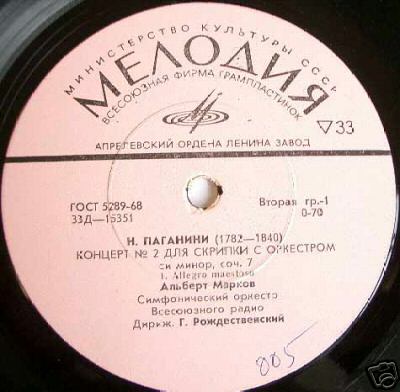 МИНИСТЕРСТВО КУЛЬТУРЫ СССР
МЕЛОДИЯ
ВСЕСОЮЗНАЯ ФИРМА ГРАМПЛАСТИНОК
▽33
АПРЕЛЕВСКИЙ ОРДЕНА ЛЕНИНА ЗАВОД
ГОСТ 5289-68
Вторая гр.-1
33Д—15351
0-70
Н. ПАГАНИНИ (1782—1840)
КОНЦЕРТ № 2 ДЛЯ СКРИПКИ С ОРКЕСТРОМ
си минор, соч. 7
1. Allegro maestoso
Альберт Марков
Симфонический оркестр
Всесоюзного радио
Дириж. Г. Рождественский
005